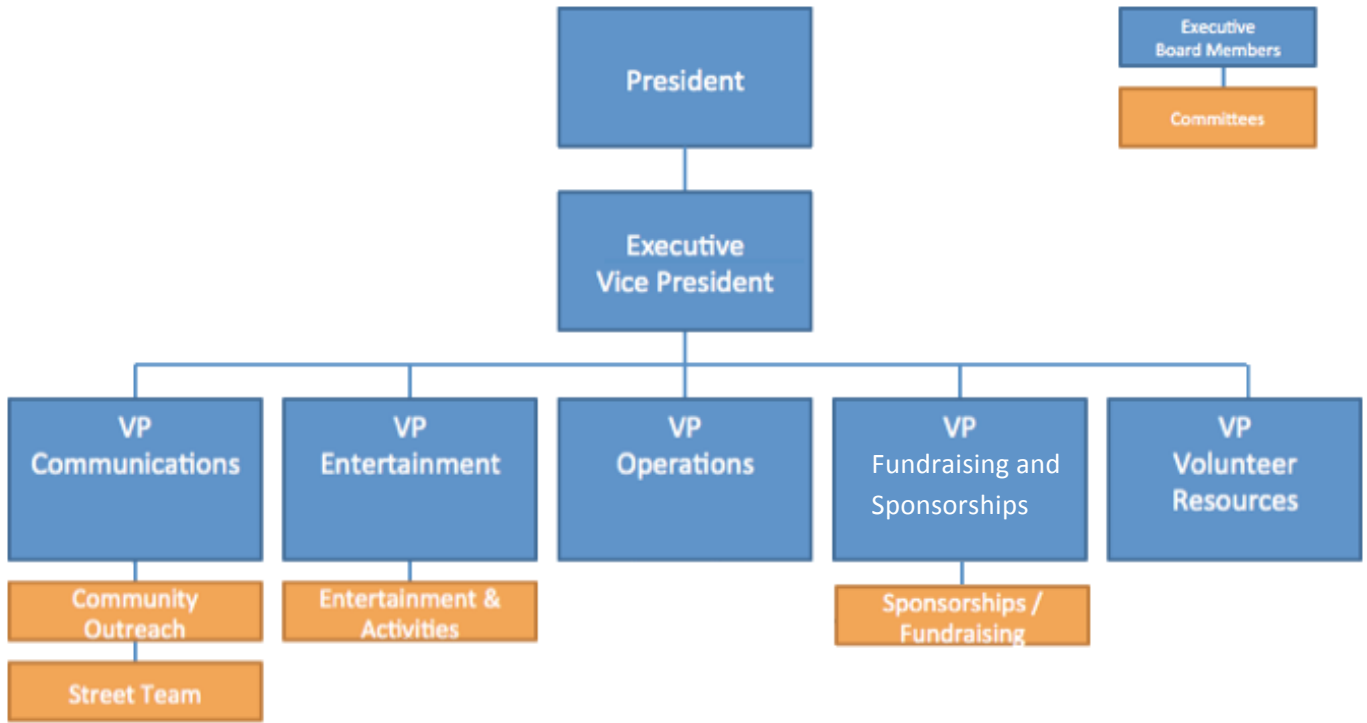 President
Executive
Board Members
Committees
Executive
Vice President
VP
Communications
VP
Entertainment
VP
Operations
VP
Fundraising and
Sponsorships
VP
Volunteer
Resources
Community
Outreach
Street Team
Entertainment &
Activities
Sponsorships /
Fundraising